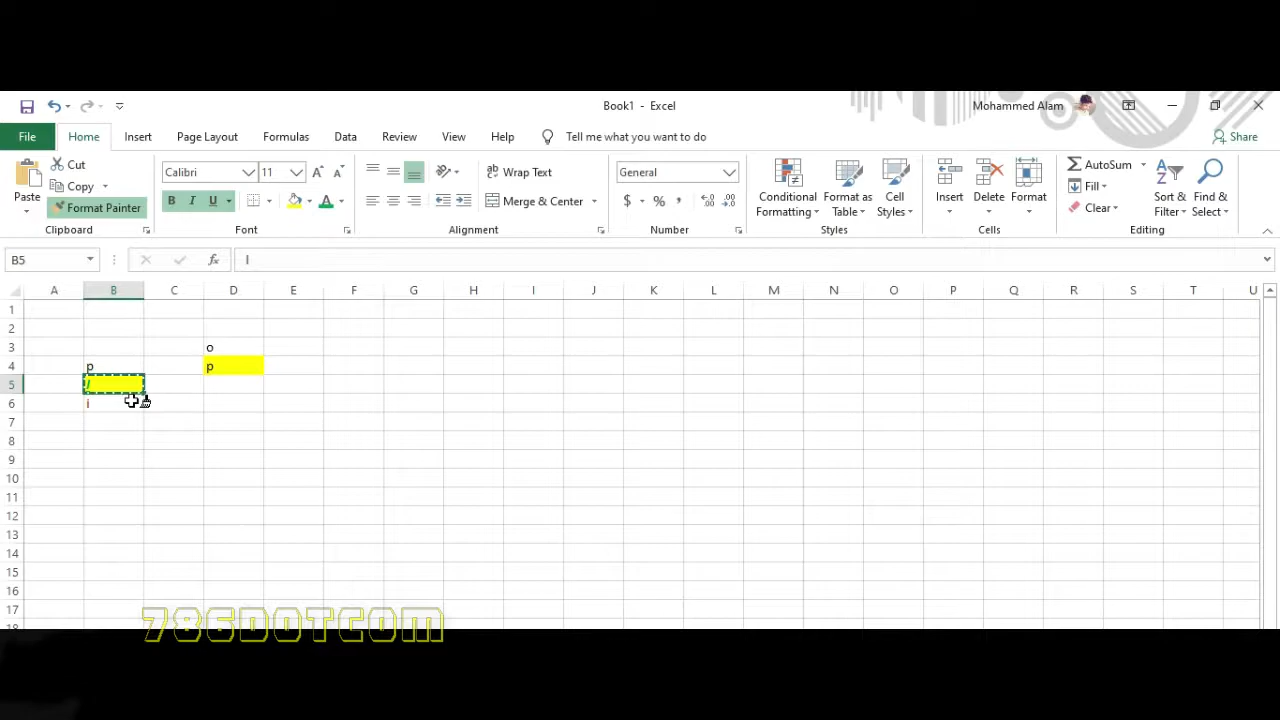 Book1 - Excel
Mohammed Alam
File Home Insert Page Layout Formulas Data Review View Help Tell me what you want to do Share
Paste
Cut
Copy
Format Painter
Clipboard
Calibri 11
B I U
Font
Wrap Text
Merge & Center
Alignment
General
$ % ,
Number
Conditional Formatting
Format as Table
Cell Styles
Styles
Insert Delete Format
Cells
AutoSum
Fill
Clear
Sort & Filter
Find & Select
Editing
B5 fx
A B C D E F G H I J K L M N O P Q R S T U
1
2
3 o
4 p p
5
6 i
7
8
9
10
11
12
13
14
15
16
17
18
786DOTCOM